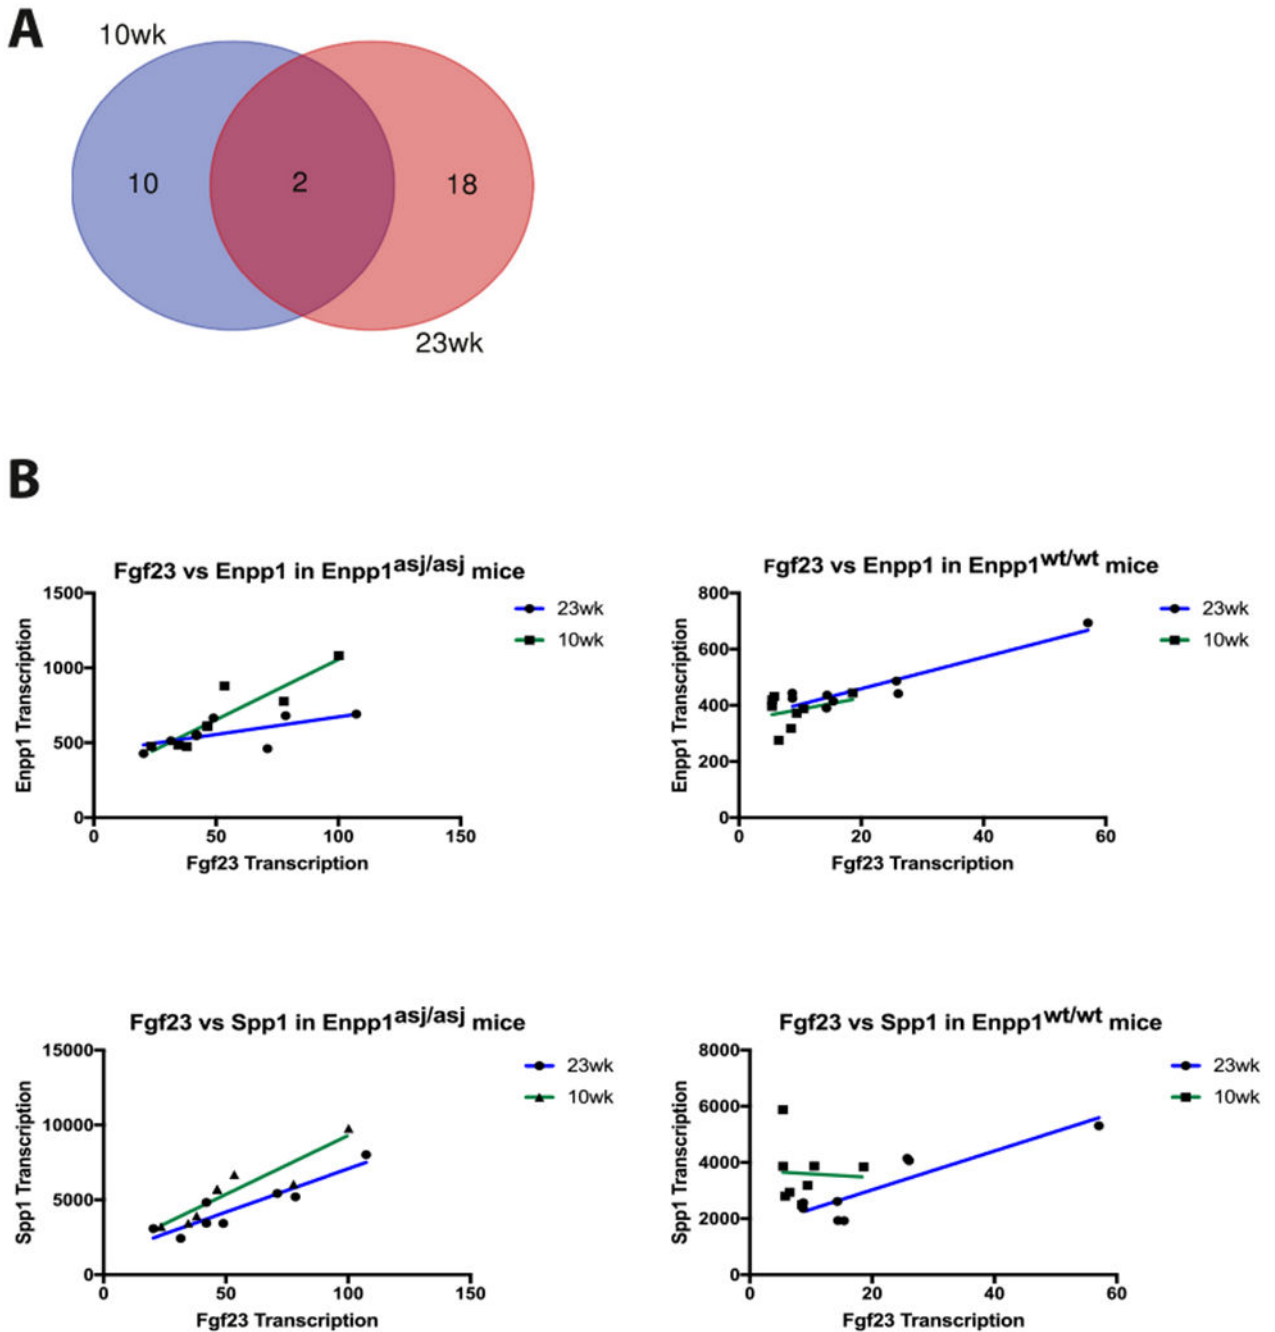 A
10wk
10
2
18
23wk
B
Fgf23 vs Enpp1 in Enpp1asj/asj mice
1500
1000
500
0
0
50
100
150
Enpp1 Transcription
Fgf23 Transcription
23wk
10wk
Fgf23 vs Enpp1 in Enpp1wt/wt mice
800
600
400
200
0
0
20
40
60
Enpp1 Transcription
Fgf23 Transcription
23wk
10wk
Fgf23 vs Spp1 in Enpp1asj/asj mice
15000
10000
5000
0
0
50
100
150
Spp1 Transcription
Fgf23 Transcription
23wk
10wk
Fgf23 vs Spp1 in Enpp1wt/wt mice
8000
6000
4000
2000
0
0
20
40
60
Spp1 Transcription
Fgf23 Transcription
23wk
10wk